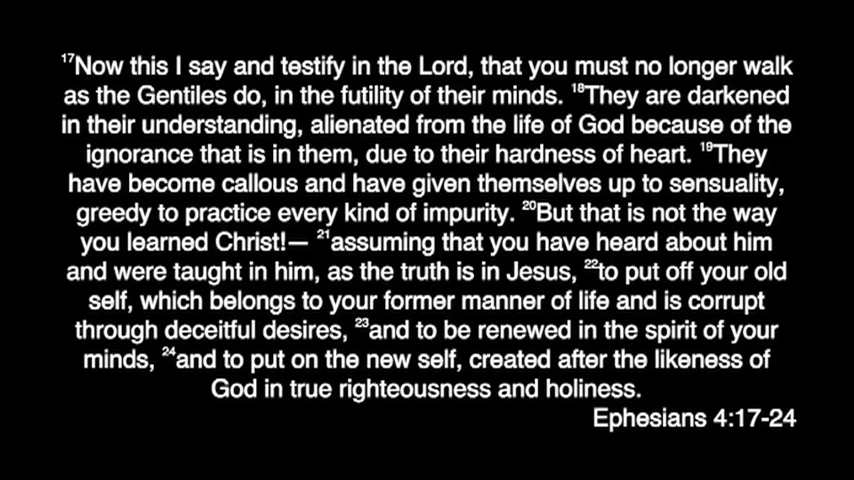 ¹⁷Now this I say and testify in the Lord, that you must no longer walk
as the Gentiles do, in the futility of their minds. ¹⁸They are darkened
in their understanding, alienated from the life of God because of the
ignorance that is in them, due to their hardness of heart. ¹⁹They
have become callous and have given themselves up to sensuality,
greedy to practice every kind of impurity. ²⁰But that is not the way
you learned Christ!— ²¹assuming that you have heard about him
and were taught in him, as the truth is in Jesus, ²²to put off your old
self, which belongs to your former manner of life and is corrupt
through deceitful desires, ²³and to be renewed in the spirit of your
minds, ²⁴and to put on the new self, created after the likeness of
God in true righteousness and holiness.
Ephesians 4:17-24